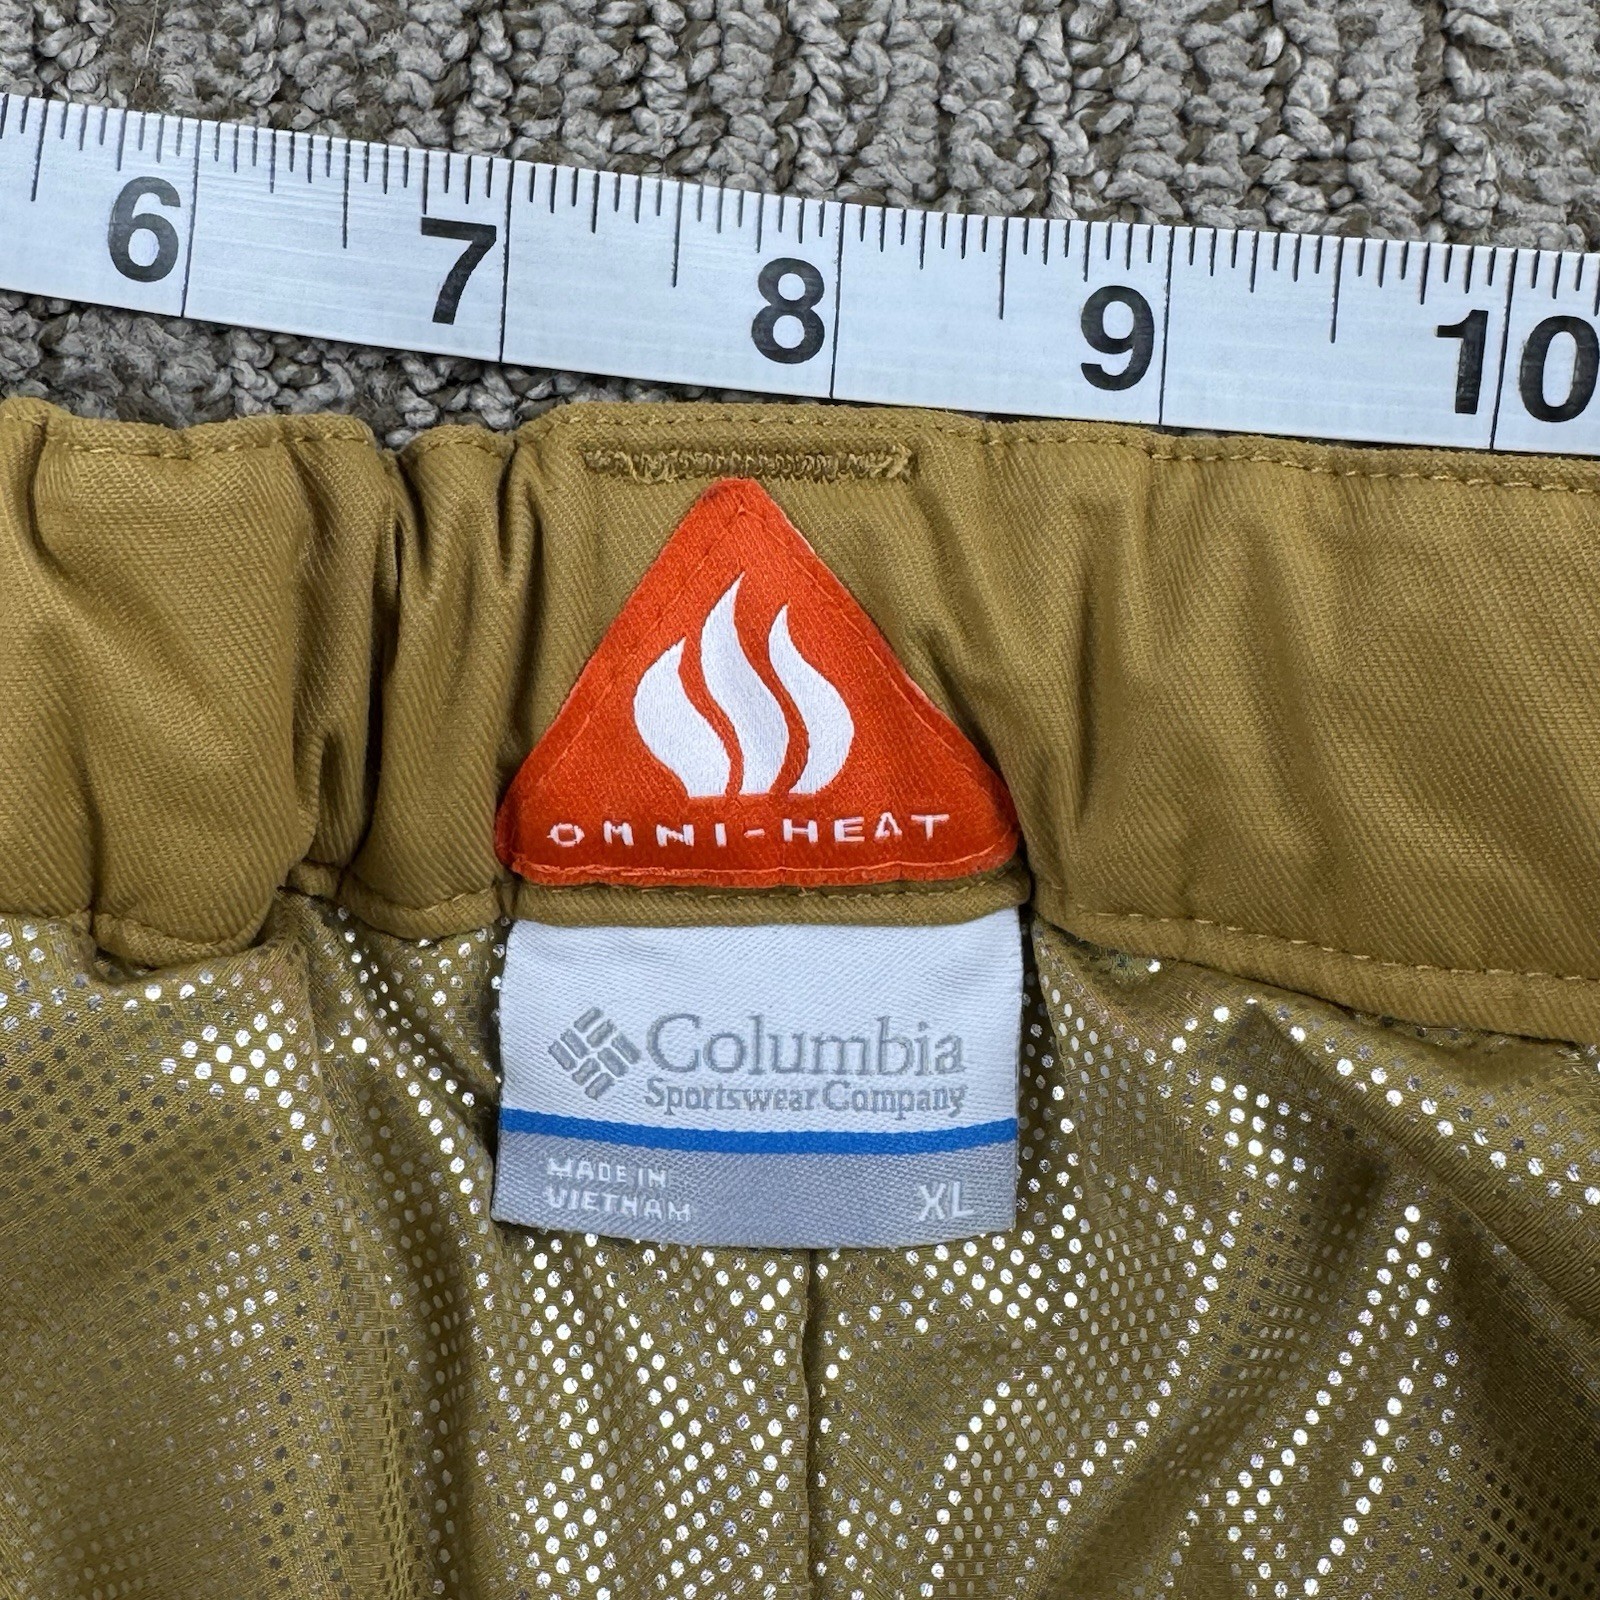 6 7 8 9 10
OMNI-HEAT
Columbia
Sportswear Company
MADE IN
VIETNAM
XL